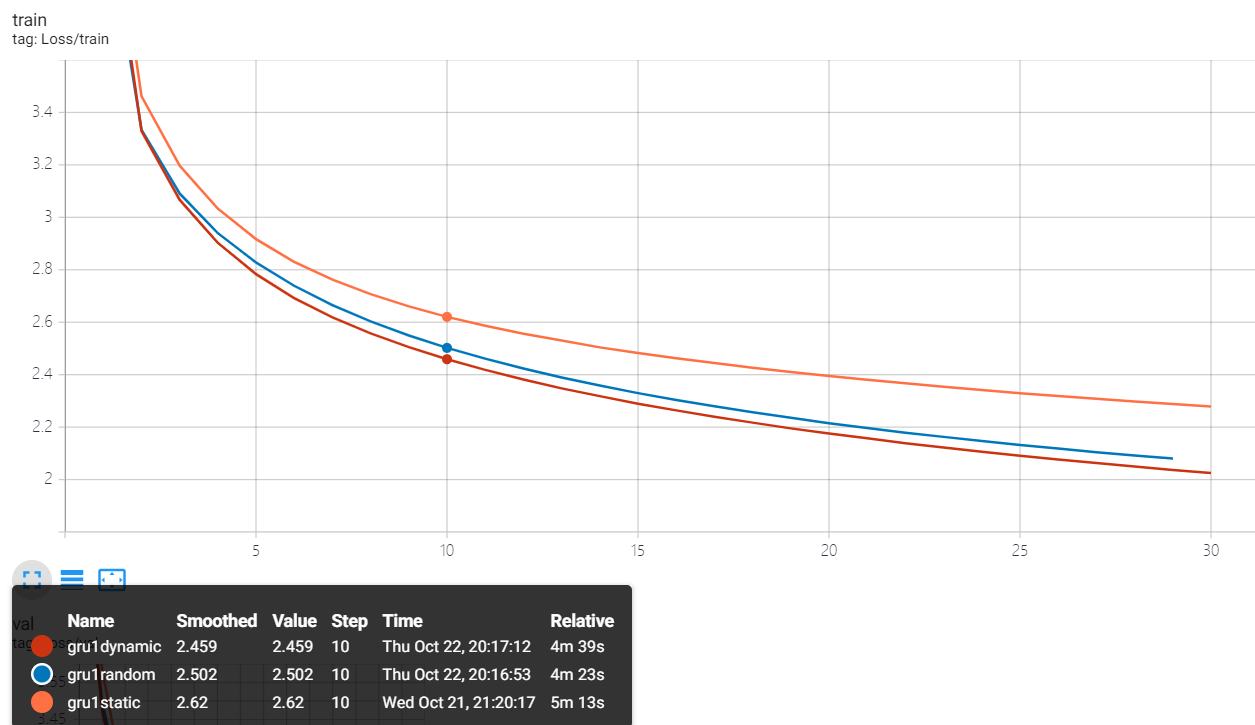 train
tag: Loss/train
3.4
3.2
3
2.8
2.6
2.4
2.2
2
5 10 15 20 25 30
Name Smoothed Value Step Time Relative
val
gru1dynamic 2.459 2.459 10 Thu Oct 22, 20:17:12 4m 39s
gru1random 2.502 2.502 10 Thu Oct 22, 20:16:53 4m 23s
gru1static 2.62 2.62 10 Wed Oct 21, 21:20:17 5m 13s
3.45